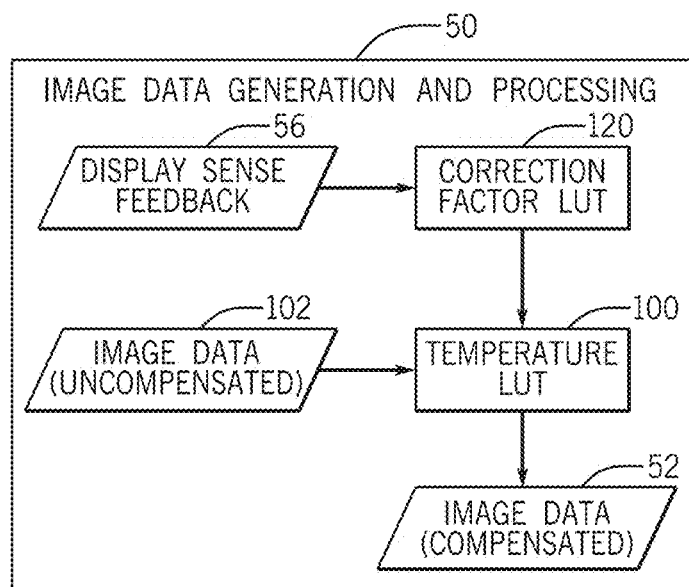 50
IMAGE DATA GENERATION AND PROCESSING
56
120
DISPLAY SENSE
FEEDBACK
CORRECTION
FACTOR LUT
102
100
IMAGE DATA
(UNCOMPENSATED)
TEMPERATURE
LUT
52
IMAGE DATA
(COMPENSATED)